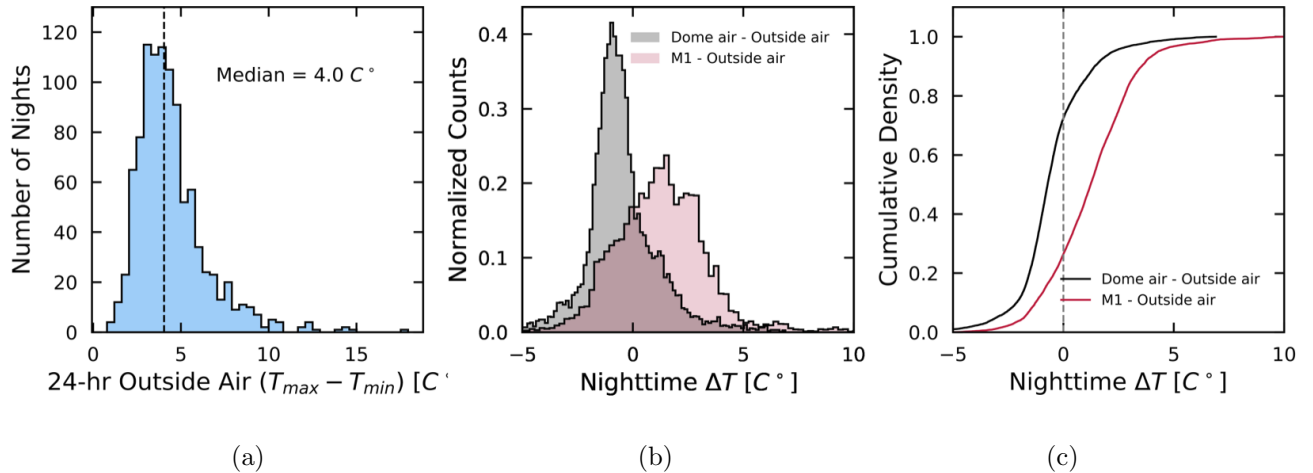 120
100
80
60
40
20
0
Number of Nights
Median = 4.0 C°
0 5 10 15
24-hr Outside Air (Tmax − Tmin) [C°
(a)
0.4
0.3
0.2
0.1
0.0
Normalized Counts
Dome air - Outside air
M1 - Outside air
−5 0 5 10
Nighttime ΔT [C°]
(b)
1.0
0.8
0.6
0.4
0.2
0.0
Cumulative Density
Dome air - Outside air
M1 - Outside air
−5 0 5 10
Nighttime ΔT [C°]
(c)